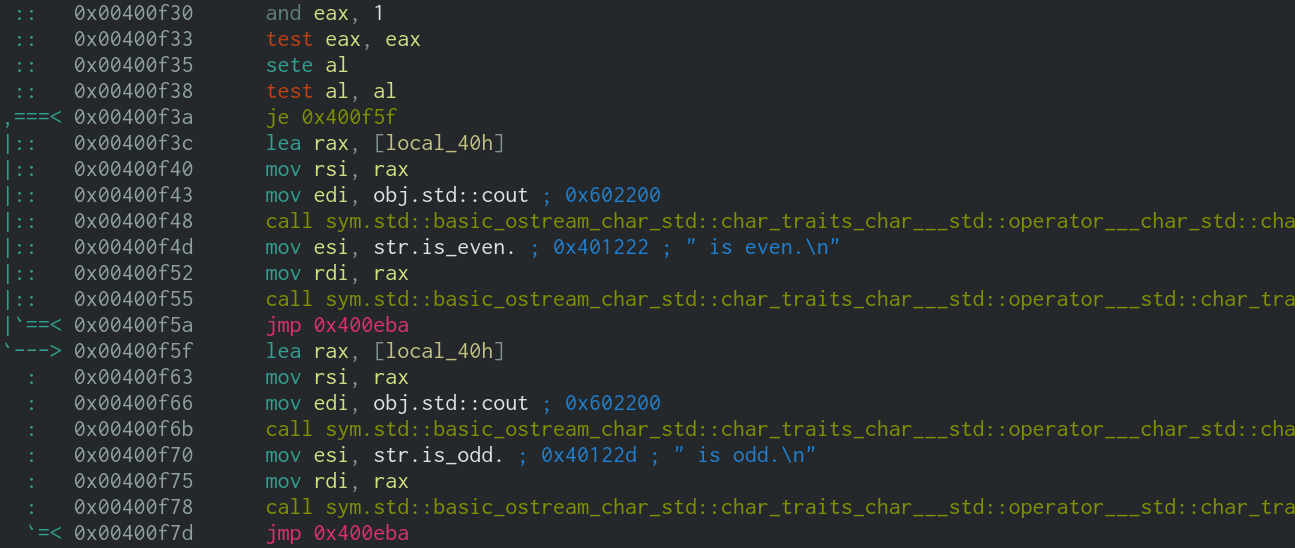 :: 0x00400f30 and eax, 1
:: 0x00400f33 test eax, eax
:: 0x00400f35 sete al
:: 0x00400f38 test al, al
,===< 0x00400f3a je 0x400f5f
|:: 0x00400f3c lea rax, [local_40h]
|:: 0x00400f40 mov rsi, rax
|:: 0x00400f43 mov edi, obj.std::cout ; 0x602200
|:: 0x00400f48 call sym.std::basic_ostream_char_std::char_traits_char___std::operator___char_std::cha
|:: 0x00400f4d mov esi, str.is_even. ; 0x401222 ; " is even.\n"
|:: 0x00400f52 mov rdi, rax
|:: 0x00400f55 call sym.std::basic_ostream_char_std::char_traits_char___std::operator___std::char_tra
|`==< 0x00400f5a jmp 0x400eba
`---> 0x00400f5f lea rax, [local_40h]
: 0x00400f63 mov rsi, rax
: 0x00400f66 mov edi, obj.std::cout ; 0x602200
: 0x00400f6b call sym.std::basic_ostream_char_std::char_traits_char___std::operator___char_std::cha
: 0x00400f70 mov esi, str.is_odd. ; 0x40122d ; " is odd.\n"
: 0x00400f75 mov rdi, rax
: 0x00400f78 call sym.std::basic_ostream_char_std::char_traits_char___std::operator___std::char_tra
`=< 0x00400f7d jmp 0x400eba